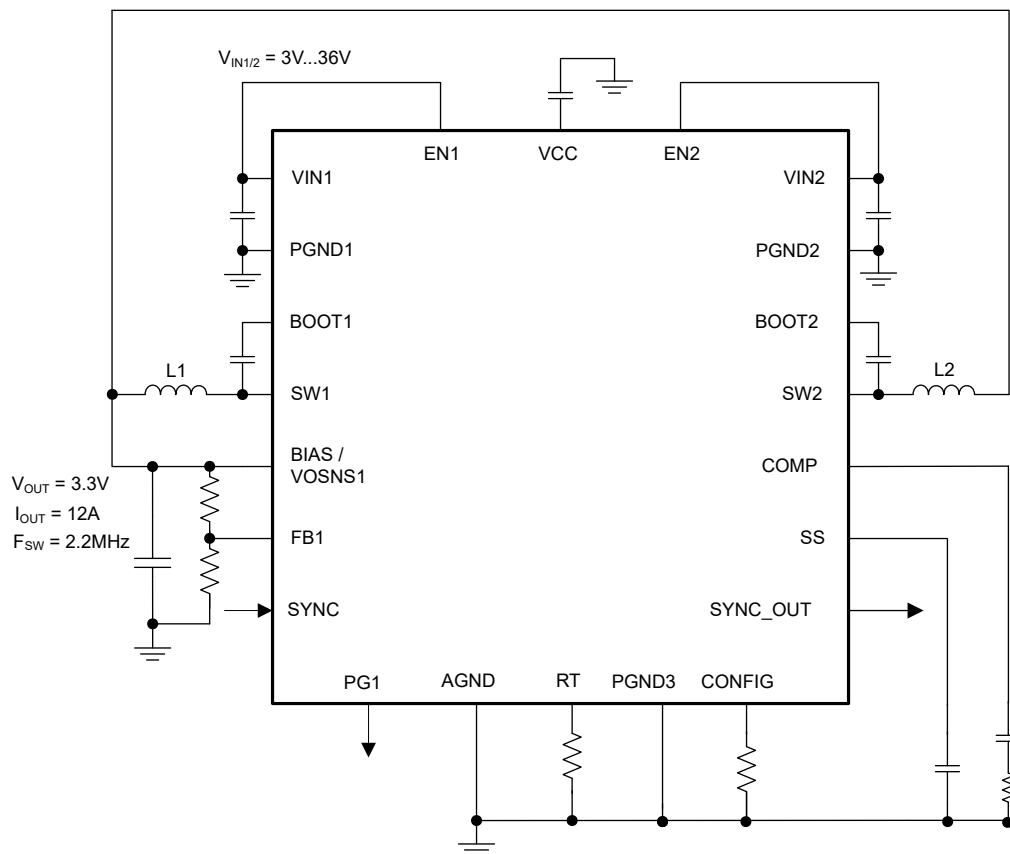 V_IN1/2 = 3V...36V
EN1
VCC
EN2
VIN1
VIN2
PGND1
PGND2
BOOT1
BOOT2
L1
L2
SW1
SW2
BIAS /
VOSNS1
COMP
V_OUT = 3.3V
I_OUT = 12A
F_SW = 2.2MHz
FB1
SS
SYNC
SYNC_OUT
PG1
AGND
RT
PGND3
CONFIG